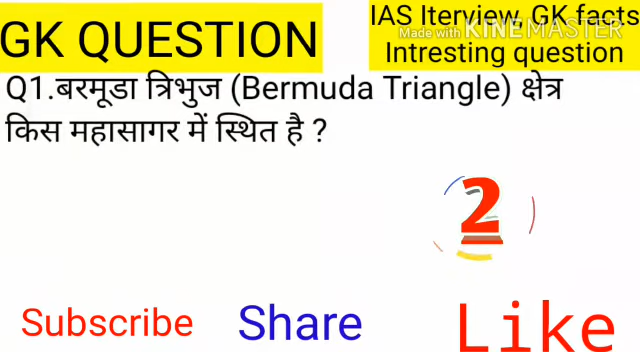 GK QUESTION
IAS Iterview, GK facts
Made with KINEMASTER
Intresting question
Q1.बरमूडा त्रिभुज (Bermuda Triangle) क्षेत्र
किस महासागर में स्थित है ?
2
Subscribe Share Like